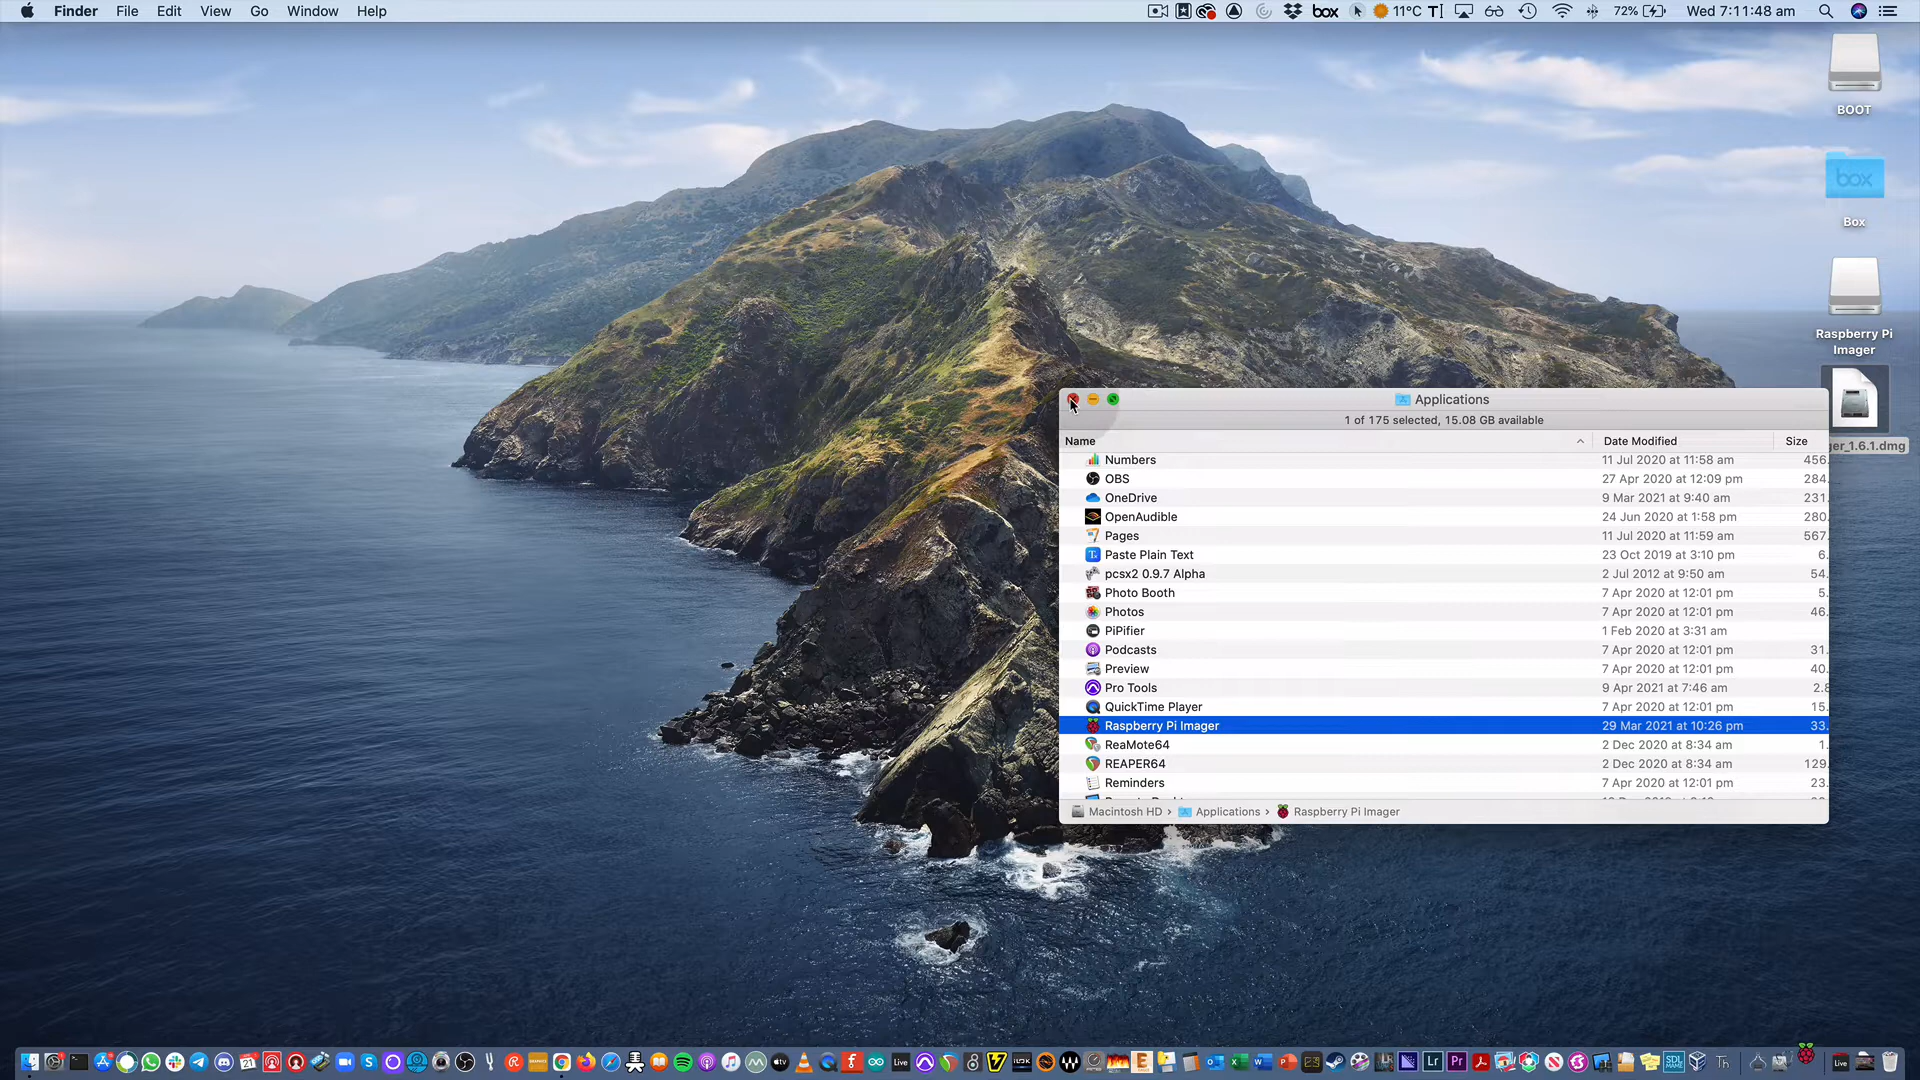 Finder File Edit View Go Window Help
box 11°C 72% Wed 7:11:48 am
BOOT
box
Box
Raspberry Pi
Imager
ger_1.6.1.dmg
Applications
1 of 175 selected, 15.08 GB available
Name Date Modified Size
Numbers 11 Jul 2020 at 11:58 am 456.
OBS 27 Apr 2020 at 12:09 pm 284.
OneDrive 9 Mar 2021 at 9:40 am 231.
OpenAudible 24 Jun 2020 at 1:58 pm 280.
Pages 11 Jul 2020 at 11:59 am 567.
Paste Plain Text 23 Oct 2019 at 3:10 pm 6.
pcsx2 0.9.7 Alpha 2 Jul 2012 at 9:50 am 54.
Photo Booth 7 Apr 2020 at 12:01 pm 5.
Photos 7 Apr 2020 at 12:01 pm 46.
PiPifier 1 Feb 2020 at 3:31 am
Podcasts 7 Apr 2020 at 12:01 pm 31.
Preview 7 Apr 2020 at 12:01 pm 40.
Pro Tools 9 Apr 2021 at 7:46 am 2.8
QuickTime Player 7 Apr 2020 at 12:01 pm 15.
Raspberry Pi Imager 29 Mar 2021 at 10:26 pm 33.
ReaMote64 2 Dec 2020 at 8:34 am 1.
REAPER64 2 Dec 2020 at 8:34 am 129.
Reminders 7 Apr 2020 at 12:01 pm 23.
Macintosh HD › Applications › Raspberry Pi Imager
21 Live Lr Pr SDL Th Live